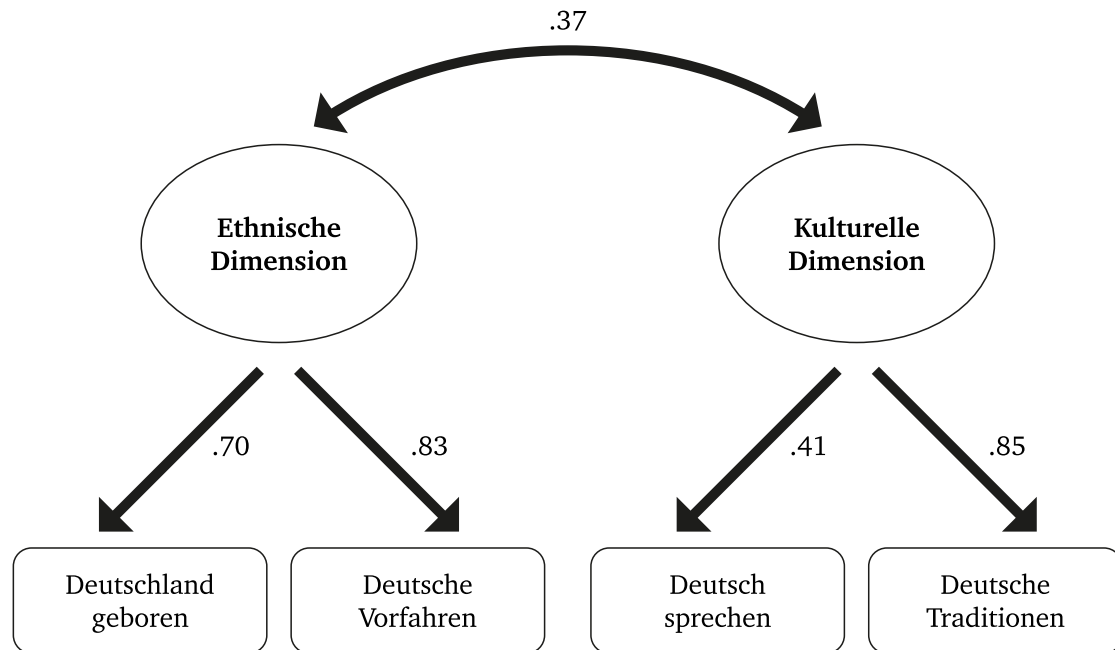 .37
Ethnische
Dimension
Kulturelle
Dimension
.70
.83
.41
.85
Deutschland
geboren
Deutsche
Vorfahren
Deutsch
sprechen
Deutsche
Traditionen